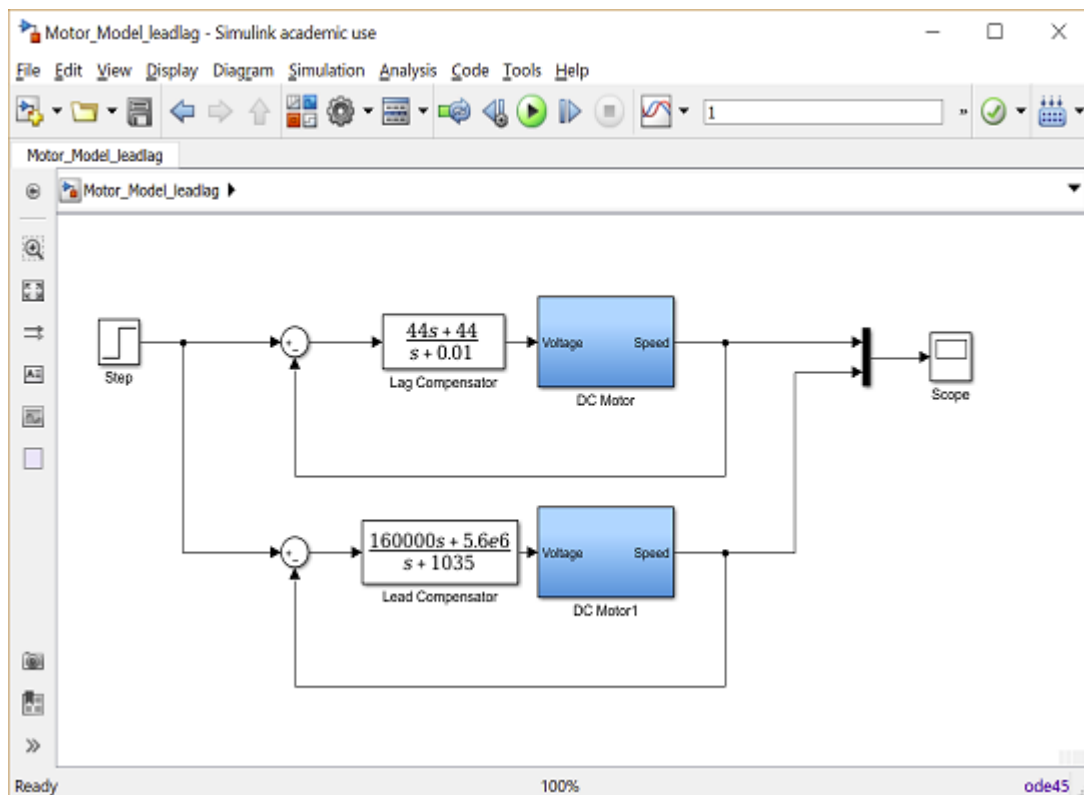 Motor_Model_leadlag - Simulink academic use
File Edit View Display Diagram Simulation Analysis Code Tools Help
1 »
Motor_Model_leadlag
Motor_Model_leadlag
Step
+
-
44s + 44
s + 0.01
Lag Compensator
Voltage Speed
DC Motor
Scope
+
-
160000s + 5.6e6
s + 1035
Lead Compensator
Voltage Speed
DC Motor1
Ready 100% ode45